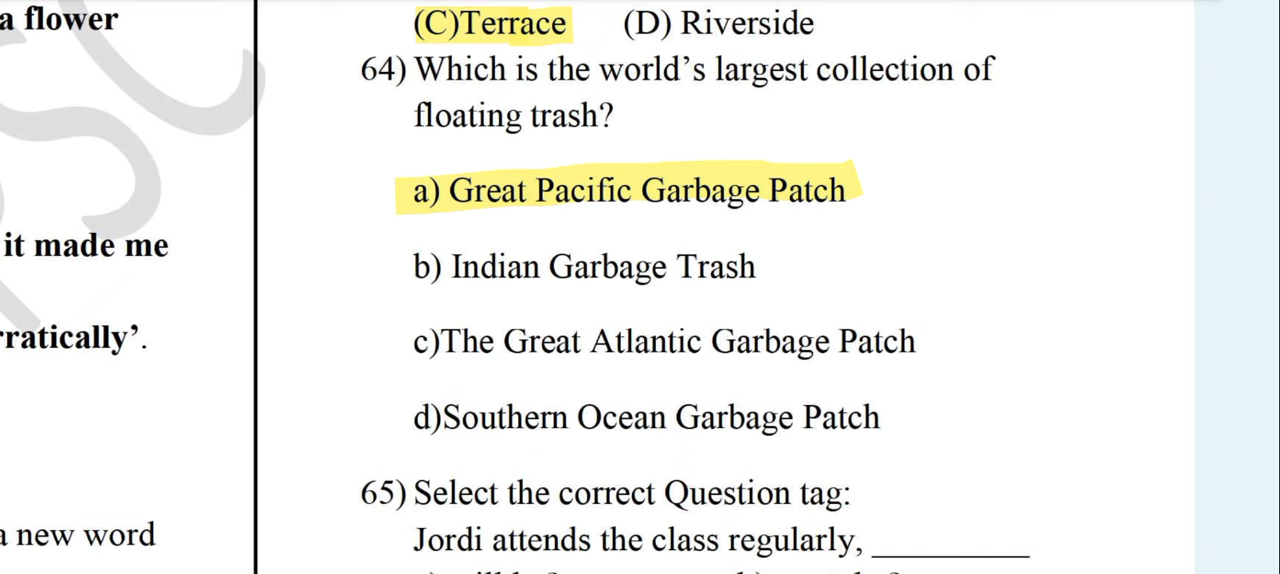 a flower
it made me
rratically’.
a new word
(C)Terrace (D) Riverside
64) Which is the world’s largest collection of
floating trash?
a) Great Pacific Garbage Patch
b) Indian Garbage Trash
c)The Great Atlantic Garbage Patch
d)Southern Ocean Garbage Patch
65) Select the correct Question tag:
Jordi attends the class regularly, __________